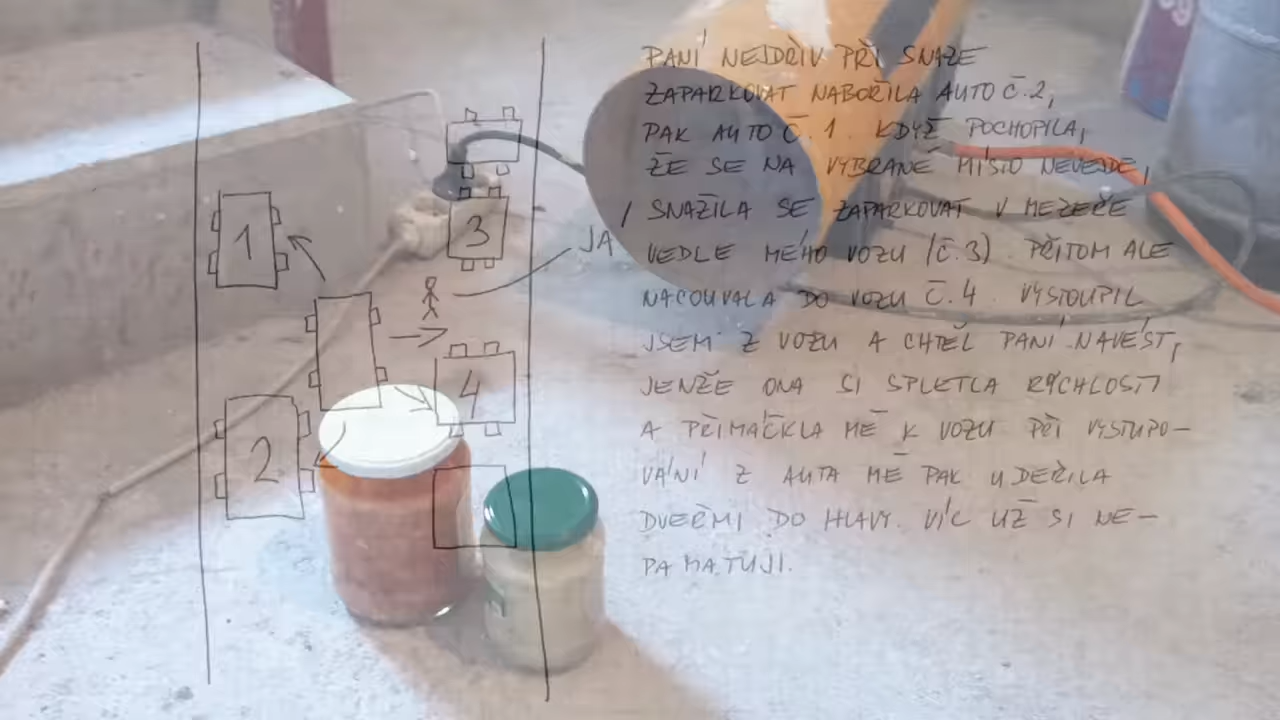 PANÍ NEJDŘÍV PŘI SNAZE
ZAPARKOVAT NABOŘILA AUTO Č.2,
PAK AUTO Č.1. KDYŽ POCHOPILA,
ŽE SE NA VYBRANÉ MÍSTO NEVEJDE,
SNAŽILA SE ZAPARKOVAT V MEZEŘE
VEDLE MÉHO VOZU (Č.3). PŘITOM ALE
NACOUVALA DO VOZU Č.4. VYSTOUPIL
JSEM Z VOZU A CHTĚL PANÍ NAVÉST,
JENŽE ONA SI SPLETLA RYCHLOSTI
A PŘIMÁČKLA MĚ K VOZU PŘI VYSTUPO-
VÁNÍ Z AUTA MĚ PAK UDEŘILA
DVEŘMI DO HLAVY. VÍC UŽ SI NE-
PAMATUJI.
1
3
JÁ
4
2